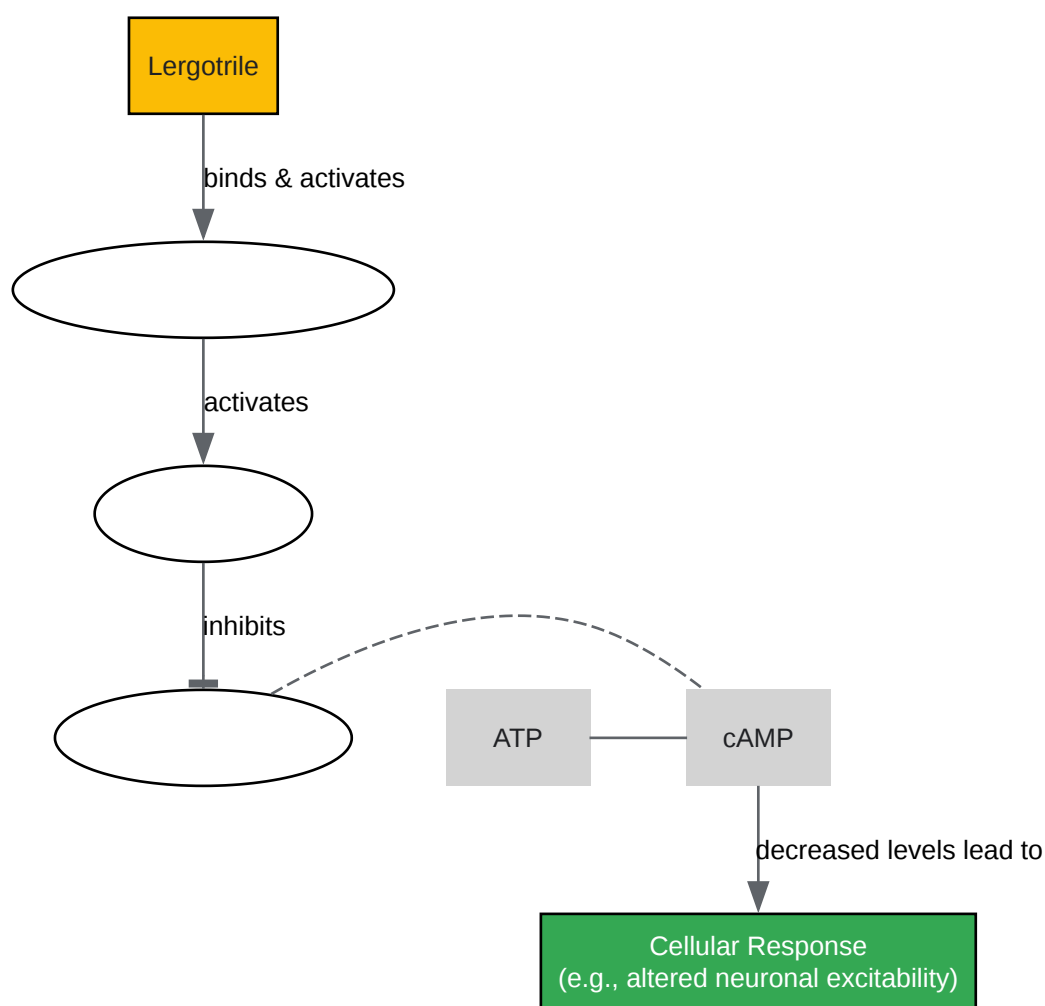 Lergotrile
binds & activates
activates
inhibits
ATP
cAMP
decreased levels lead to
Cellular Response
(e.g., altered neuronal excitability)